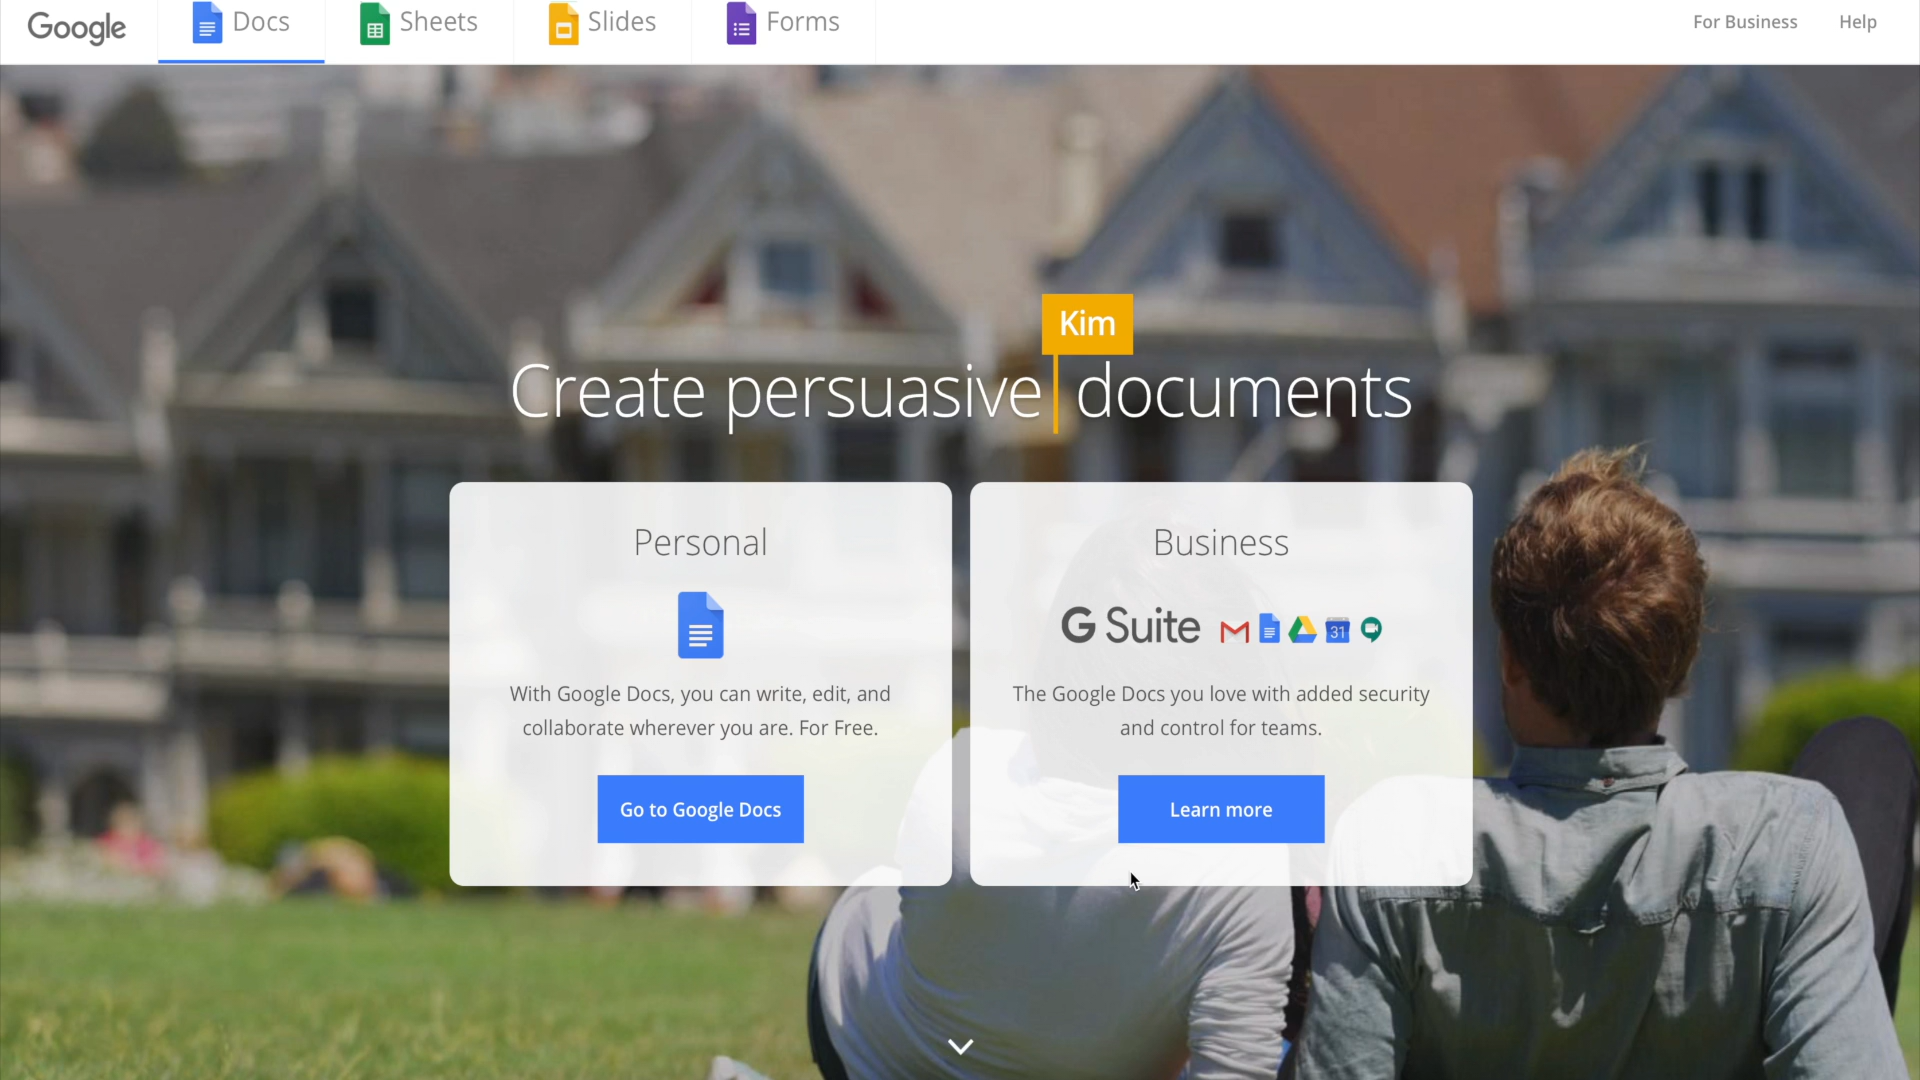 Google
Docs
Sheets
Slides
Forms
For Business
Help
Kim
Create persuasive documents
Personal
With Google Docs, you can write, edit, and
collaborate wherever you are. For Free.
Go to Google Docs
Business
G Suite
31
The Google Docs you love with added security
and control for teams.
Learn more